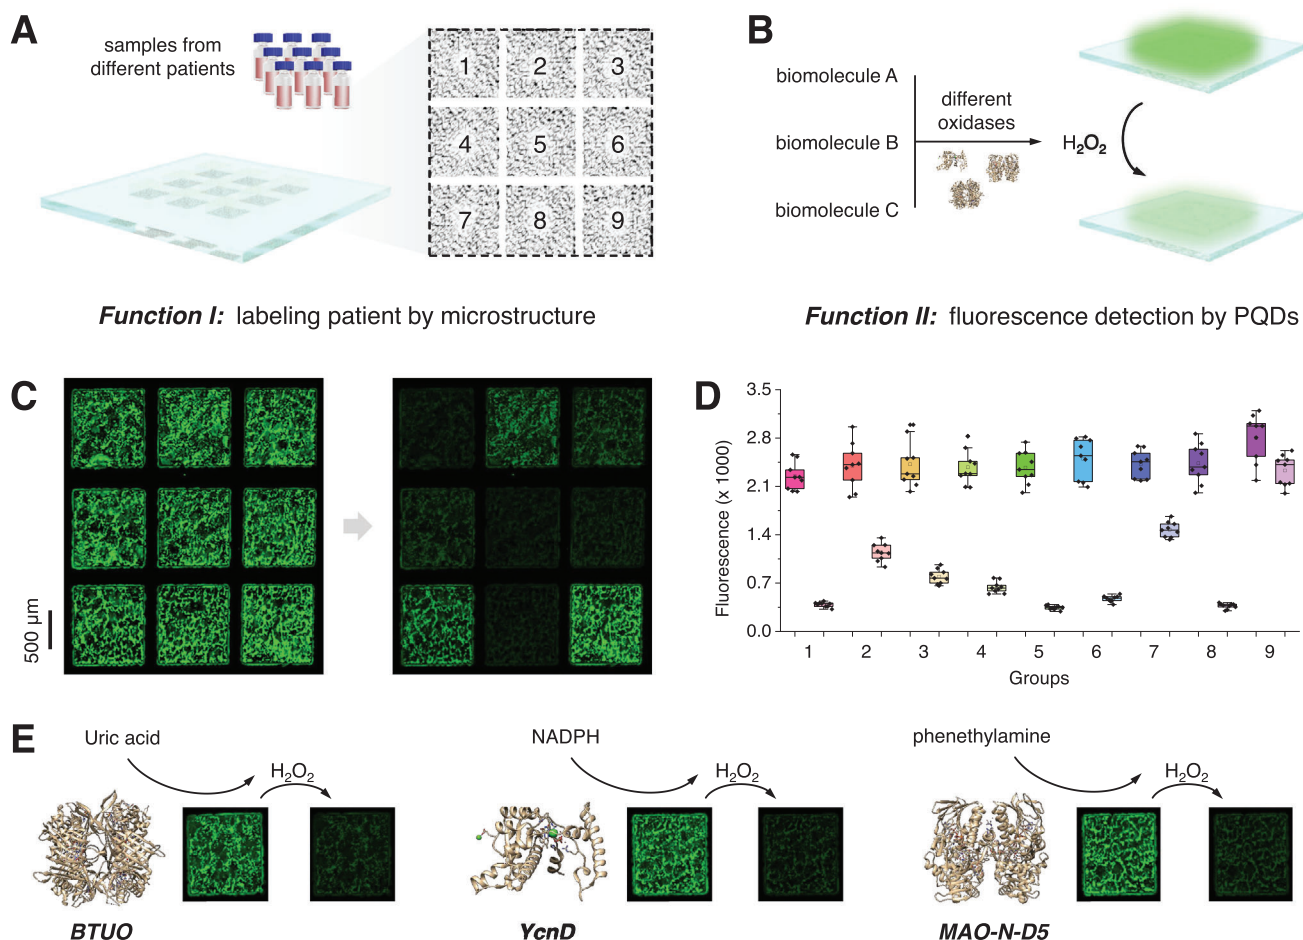 A
samples from
different patients
1 2 3
4 5 6
7 8 9
Function I: labeling patient by microstructure
B
biomolecule A
biomolecule B
biomolecule C
different
oxidases
H2O2
Function II: fluorescence detection by PQDs
C
500 µm
D
Fluorescence (x 1000)
3.5
2.8
2.1
1.4
0.7
0.0
1 2 3 4 5 6 7 8 9
Groups
E
Uric acid
H2O2
BTUO
NADPH
H2O2
YcnD
phenethylamine
H2O2
MAO-N-D5